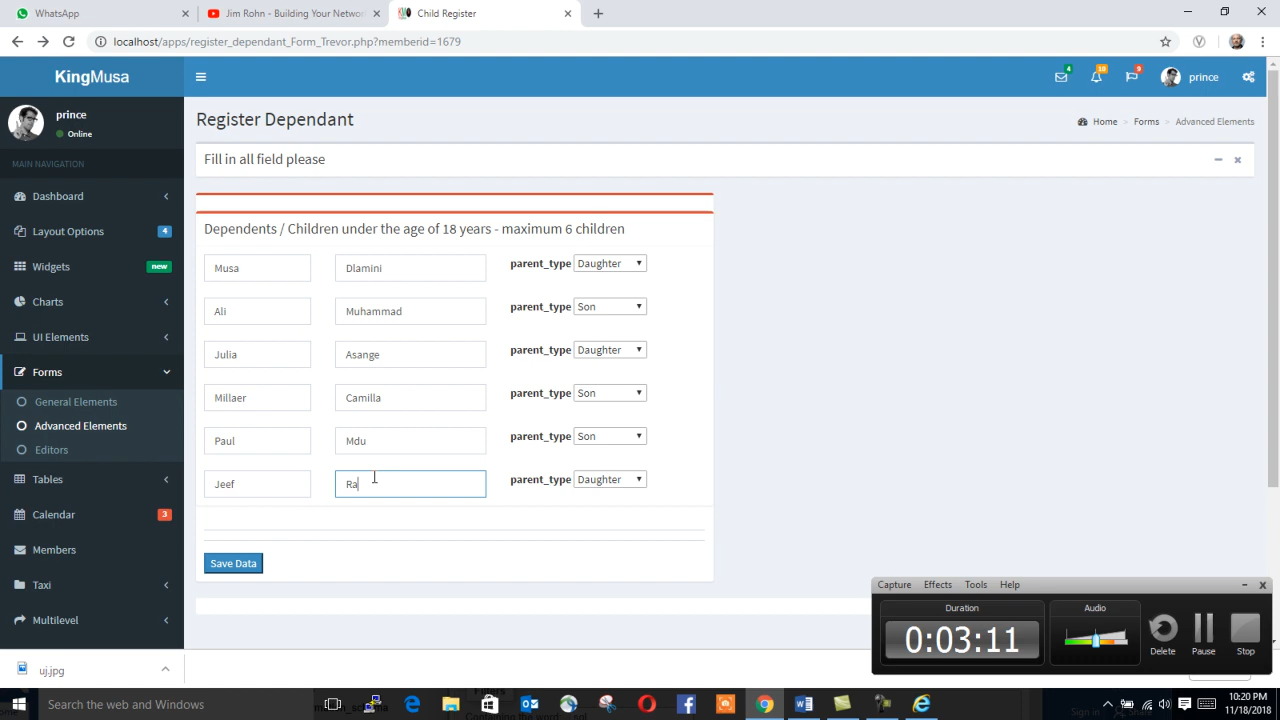 WhatsApp
Jim Rohn - Building Your Networ
Child Register
localhost/apps/register_dependant_Form_Trevor.php?memberid=1679
KingMusa
4
10
9
prince
prince
Online
Register Dependant
Home > Forms > Advanced Elements
MAIN NAVIGATION
Fill in all field please
Dashboard
Layout Options 4
Widgets new
Charts
UI Elements
Forms
General Elements
Advanced Elements
Editors
Tables
Calendar 3
Members
Taxi
Multilevel
Dependents / Children under the age of 18 years - maximum 6 children
Musa Dlamini parent_type Daughter
Ali Muhammad parent_type Son
Julia Asange parent_type Daughter
Millaer Camilla parent_type Son
Paul Mdu parent_type Son
Jeef Ra parent_type Daughter
Save Data
Capture Effects Tools Help
Duration Audio
0:03:11
Delete Pause Stop
uj.jpg
Search the web and Windows
10:20 PM
11/18/2018